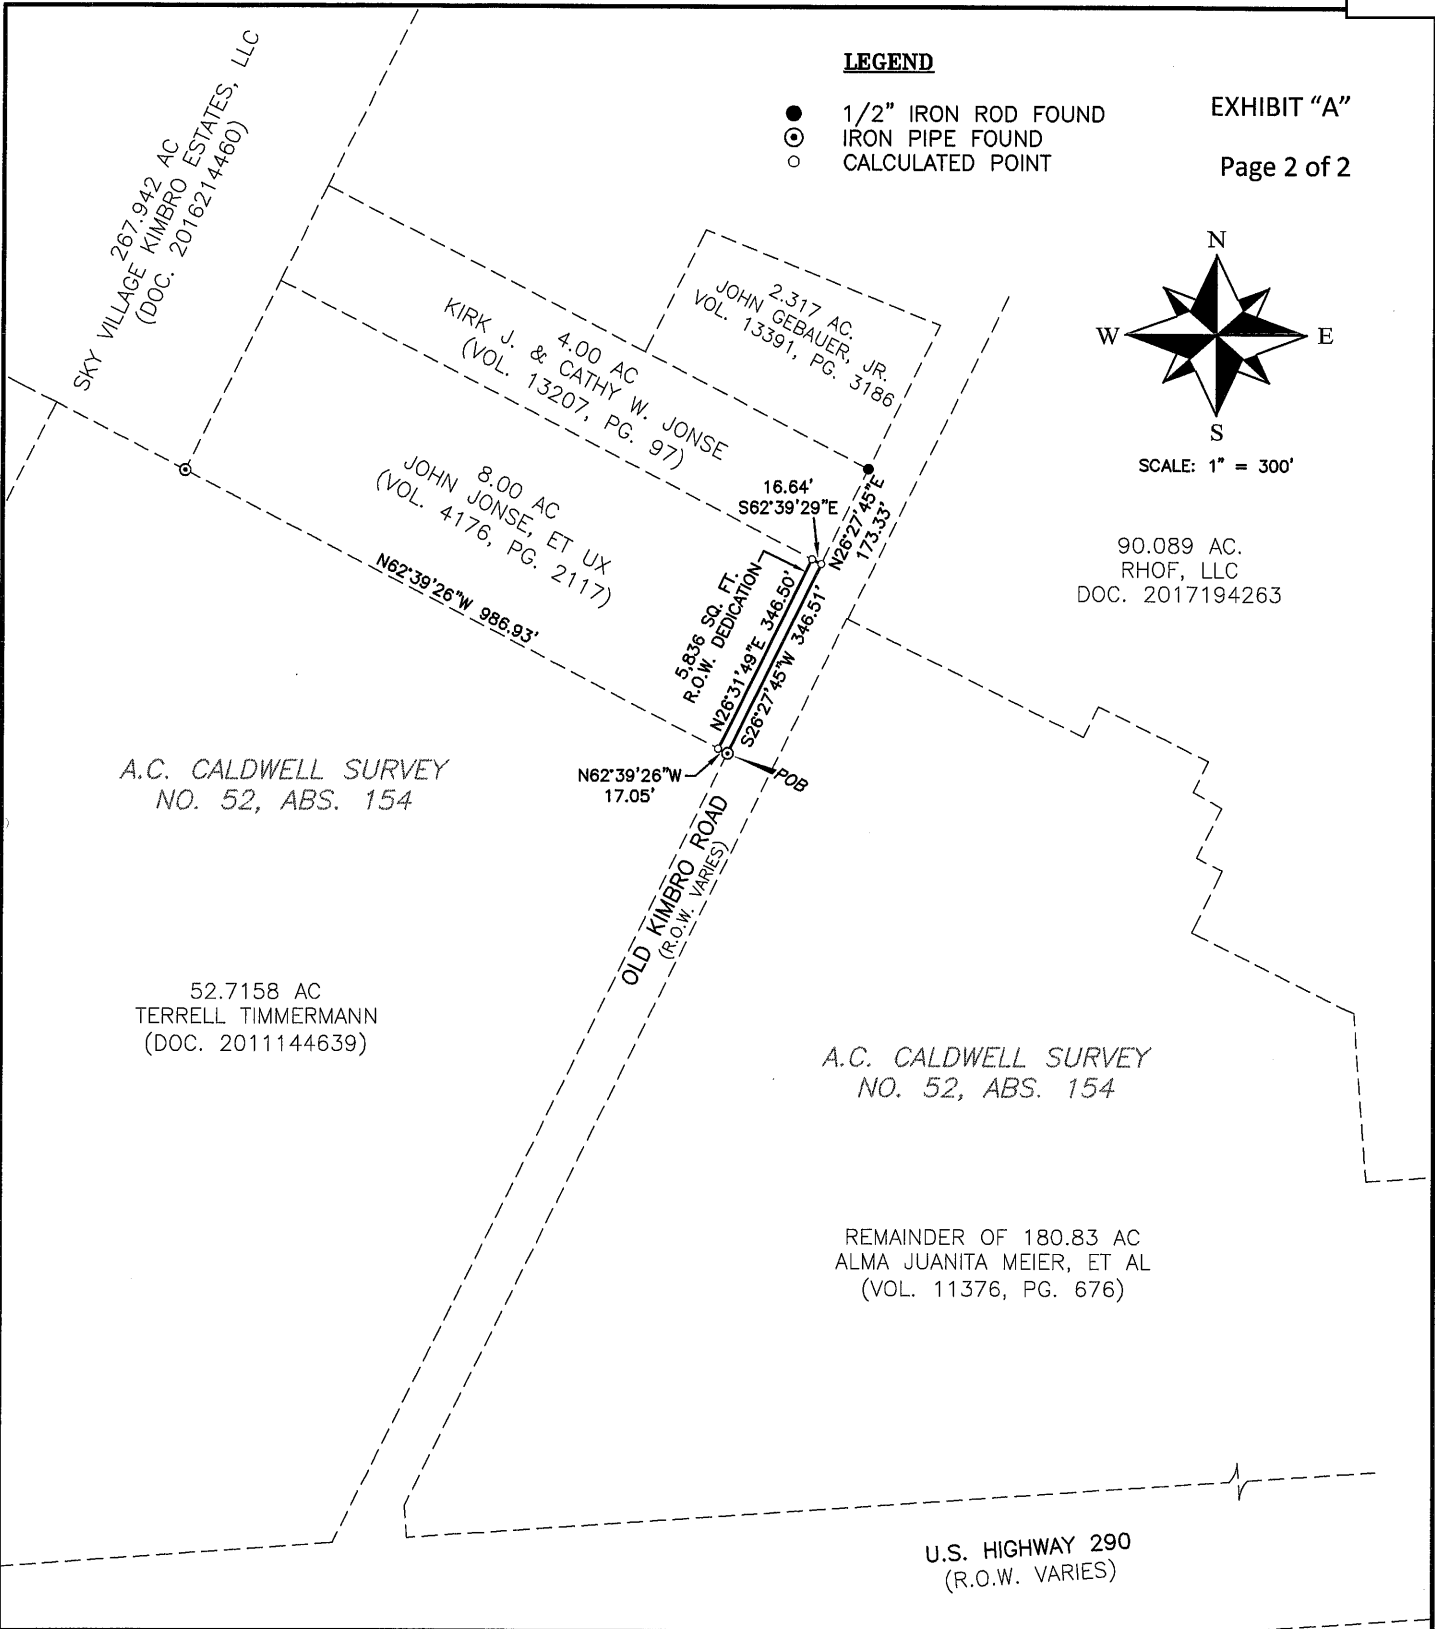 LEGEND
1/2" IRON ROD FOUND
IRON PIPE FOUND
CALCULATED POINT
EXHIBIT “A”
Page 2 of 2
N
W
E
S
SCALE: 1" = 300'
267.942 AC
SKY VILLAGE KIMBRO ESTATES, LLC
(DOC. 2016214460)
2.317 AC.
JOHN GEBAUER, JR.
VOL. 13391, PG. 3186
4.00 AC
KIRK J. & CATHY W. JONSE
(VOL. 13207, PG. 97)
8.00 AC
JOHN JONSE, ET UX
(VOL. 4176, PG. 2117)
16.64'
S62°39'29"E
N26°27'45"E
173.33'
90.089 AC.
RHOF, LLC
DOC. 2017194263
N62°39'26"W 986.93'
5,836 SQ. FT.
R.O.W. DEDICATION
N26°31'49"E 346.50'
S26°27'45"W 346.51'
N62°39'26"W
17.05'
POB
A.C. CALDWELL SURVEY
NO. 52, ABS. 154
OLD KIMBRO ROAD
(R.O.W. VARIES)
52.7158 AC
TERRELL TIMMERMANN
(DOC. 2011144639)
A.C. CALDWELL SURVEY
NO. 52, ABS. 154
REMAINDER OF 180.83 AC
ALMA JUANITA MEIER, ET AL
(VOL. 11376, PG. 676)
U.S. HIGHWAY 290
(R.O.W. VARIES)